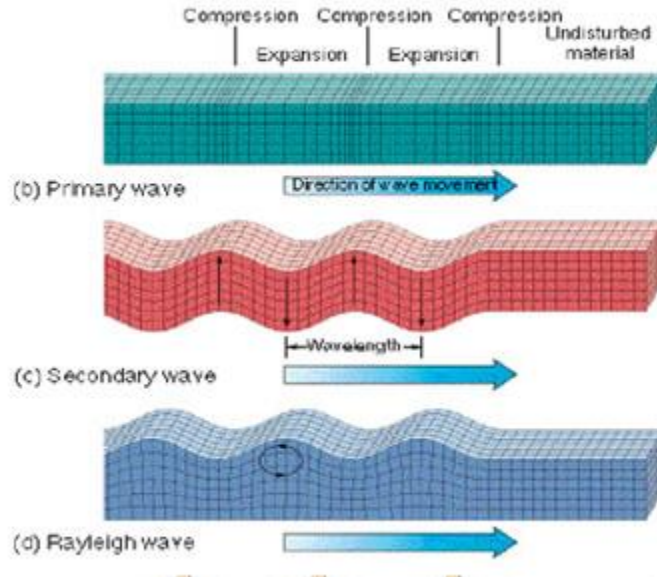 Compression Compression Compression
Expansion Expansion Undisturbed
material
(b) Primary wave Direction of wave movement
Wavelength
(c) Secondary wave
(d) Rayleigh wave